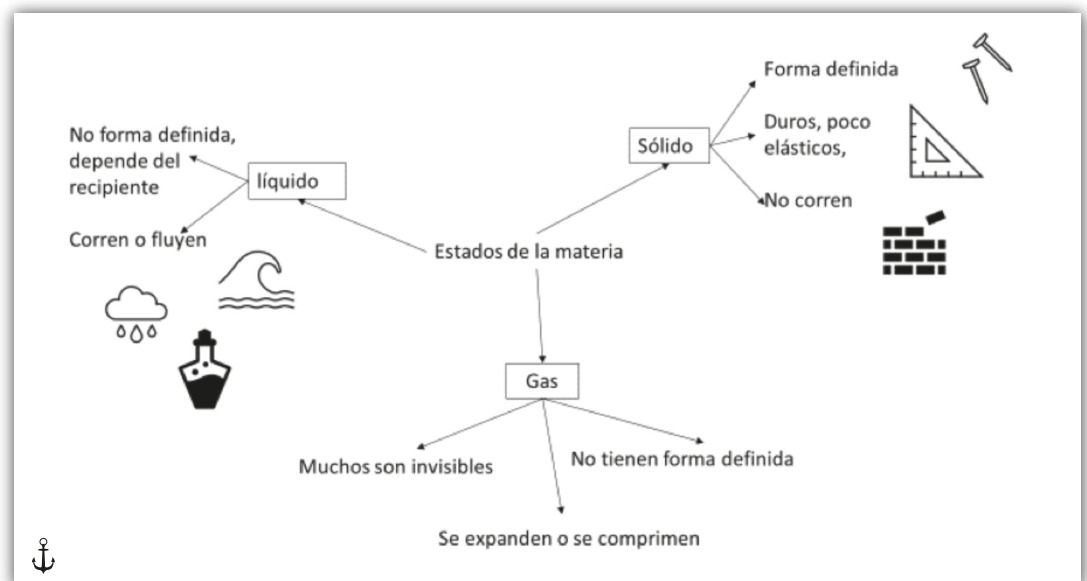 Estados de la materia
líquido
No forma definida,
depende del
recipiente
Corren o fluyen
Sólido
Forma definida
Duros, poco
elásticos,
No corren
Gas
Muchos son invisibles
Se expanden o se comprimen
No tienen forma definida